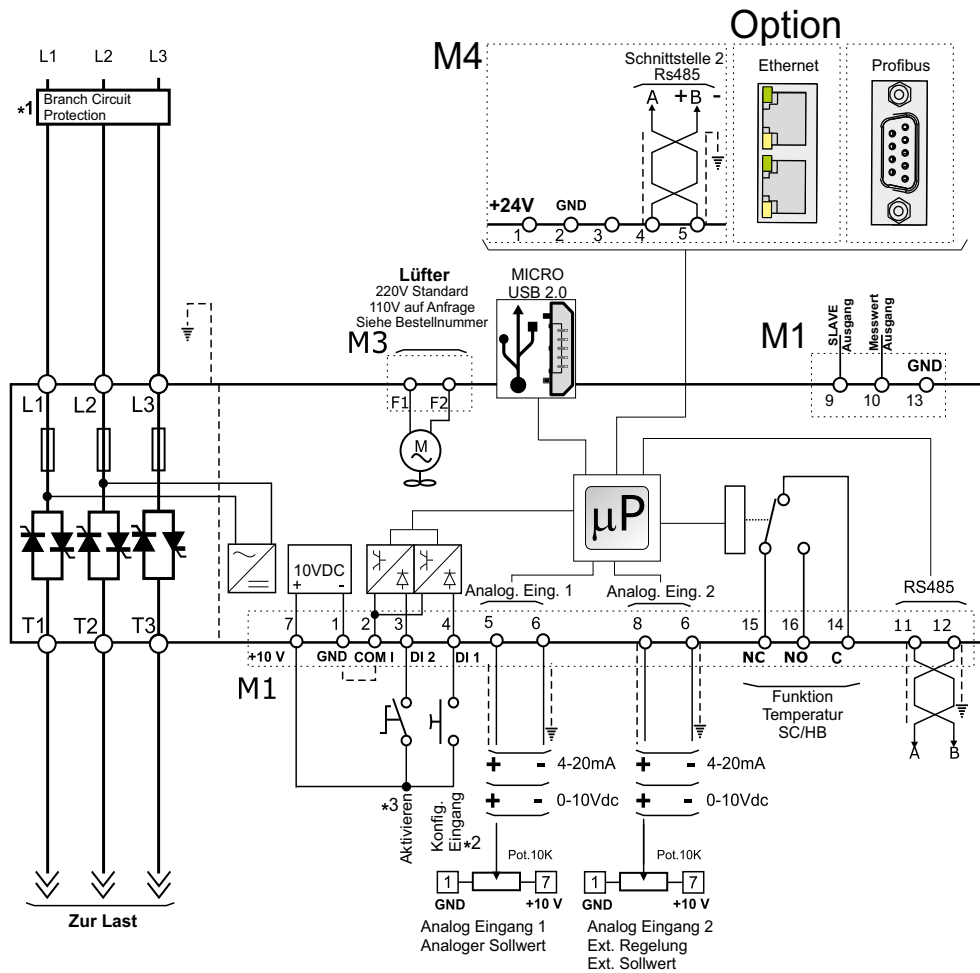 Option
L1 L2 L3
*1 Branch Circuit
Protection
M4
Schnittstelle 2
Rs485
A + B -
Ethernet
Profibus
+24V GND
1 2 3 4 5
Lüfter
220V Standard
110V auf Anfrage
Siehe Bestellnummer
M3
MICRO
USB 2.0
M1
SLAVE
Ausgang
Messwert
Ausgang
GND
9 10 13
L1 L2 L3
F1 F2
M
µP
10VDC
+ -
Analog. Eing. 1
Analog. Eing. 2
RS485
T1 T2 T3
7 1 2 3 4 5 6 8 6 15 16 14 11 12
+10 V GND COM I DI 2 DI 1
NC NO C
M1
Funktion
Temperatur
SC/HB
A B
+ - 4-20mA
+ - 4-20mA
+ - 0-10Vdc
+ - 0-10Vdc
*3
Aktivieren
Konfig.
Eingang
*2
Pot.10K
Pot.10K
1 7
1 7
GND +10 V
GND +10 V
Analog Eingang 1
Analoger Sollwert
Analog Eingang 2
Ext. Regelung
Ext. Sollwert
Zur Last